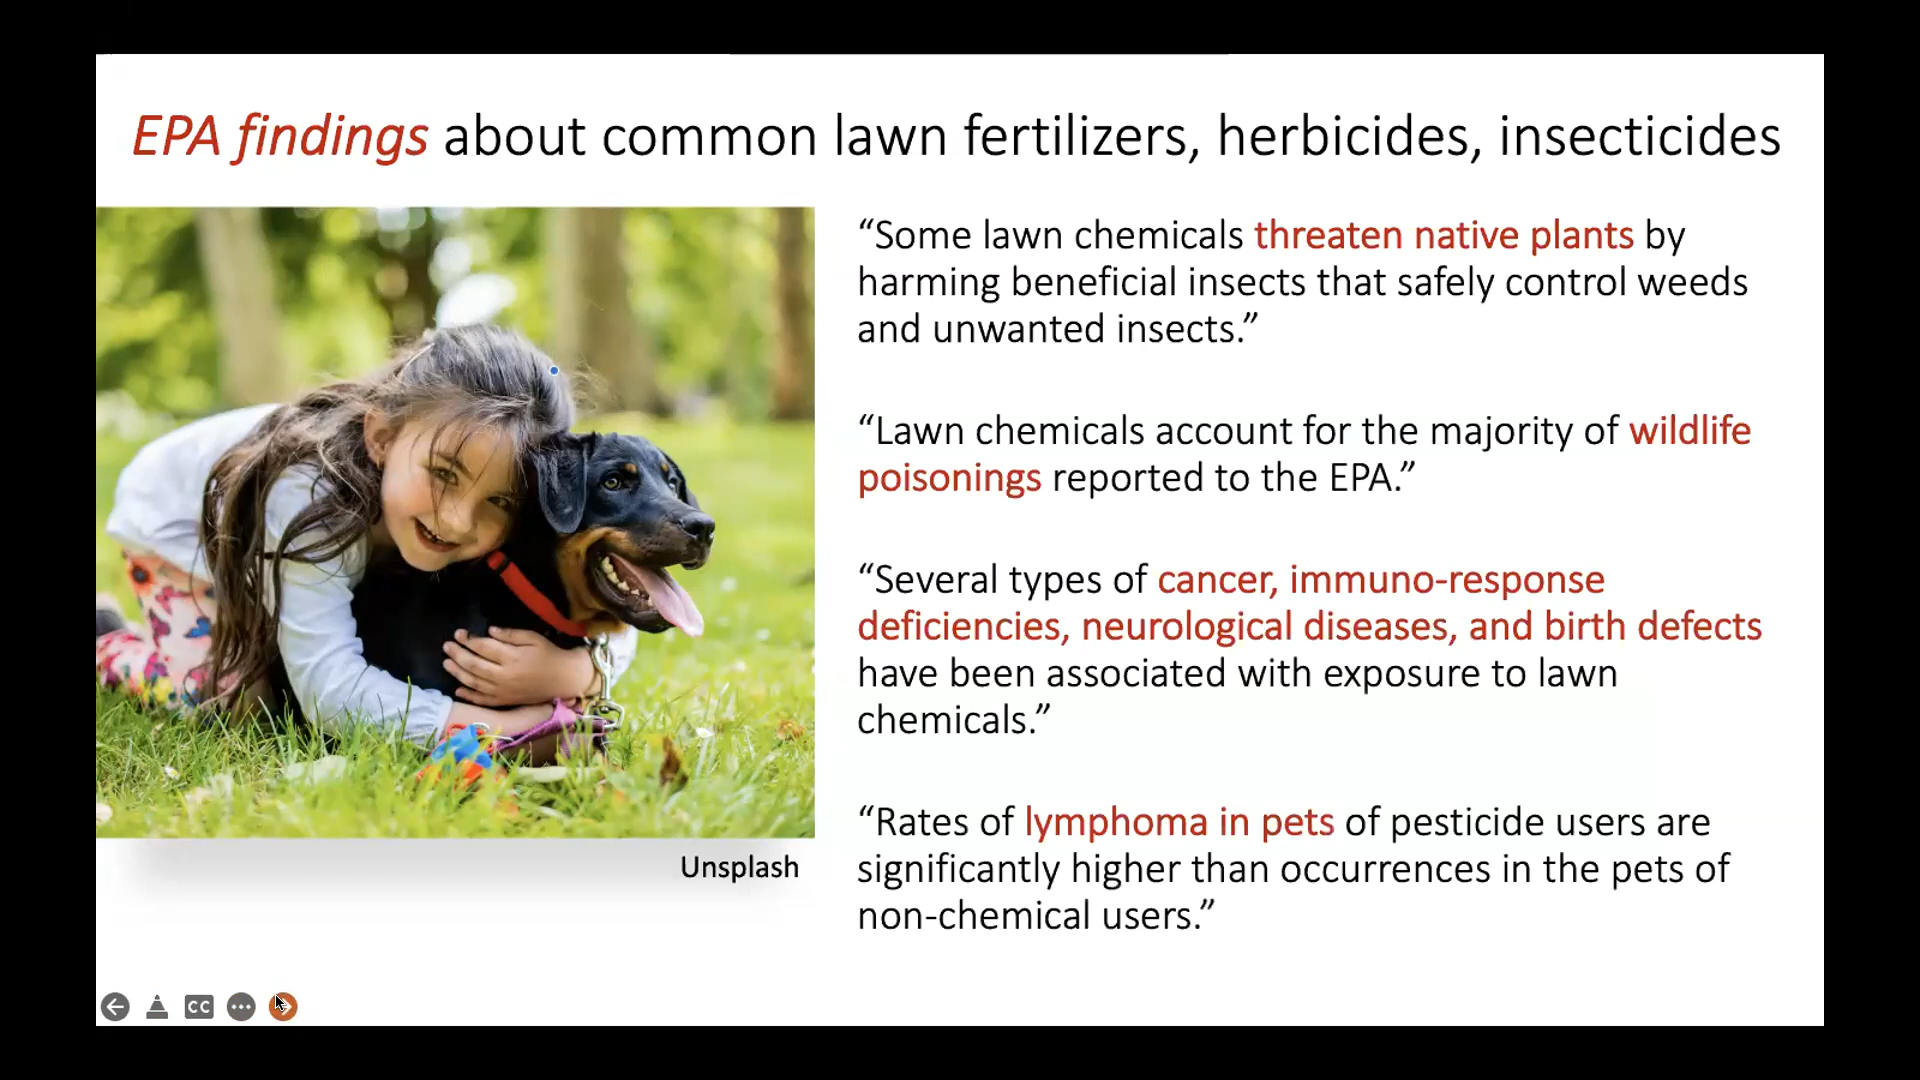 EPA findings about common lawn fertilizers, herbicides, insecticides
“Some lawn chemicals threaten native plants by
harming beneficial insects that safely control weeds
and unwanted insects.”
“Lawn chemicals account for the majority of wildlife
poisonings reported to the EPA.”
“Several types of cancer, immuno-response
deficiencies, neurological diseases, and birth defects
have been associated with exposure to lawn
chemicals.”
“Rates of lymphoma in pets of pesticide users are
significantly higher than occurrences in the pets of
non-chemical users.”
Unsplash
CC